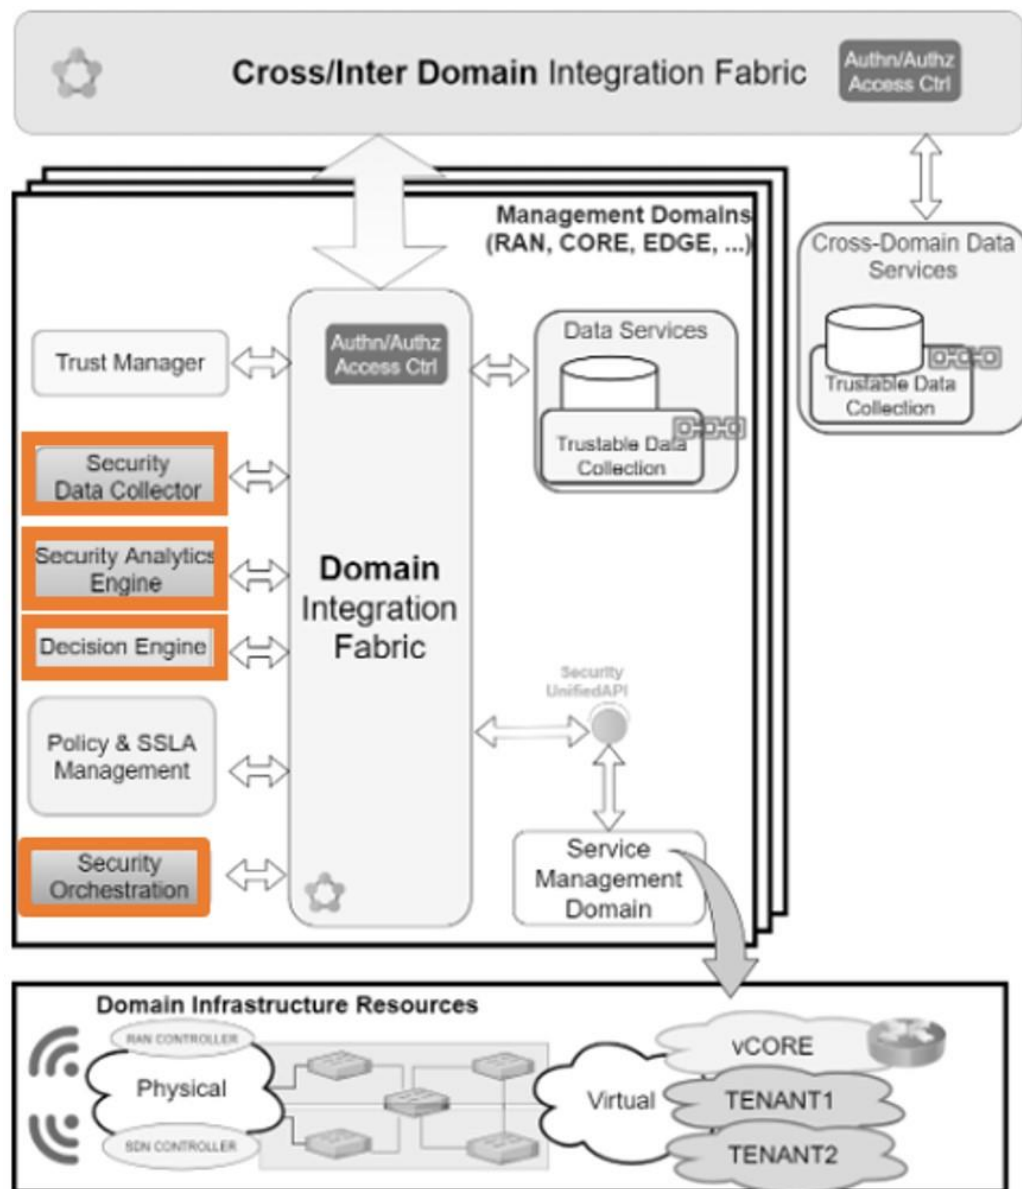 Cross/Inter Domain Integration Fabric
Authn/Authz
Access Ctrl
Management Domains
(RAN, CORE, EDGE, ...)
Cross-Domain Data
Services
Trustable Data
Collection
Trust Manager
Authn/Authz
Access Ctrl
Data Services
Trustable Data
Collection
Security
Data Collector
Security Analytics
Engine
Decision Engine
Domain
Integration
Fabric
Security
UnifiedAPI
Policy & SSLA
Management
Security
Orchestration
Service
Management
Domain
Domain Infrastructure Resources
RAN CONTROLLER
Physical
SDN CONTROLLER
Virtual
vCORE
TENANT1
TENANT2